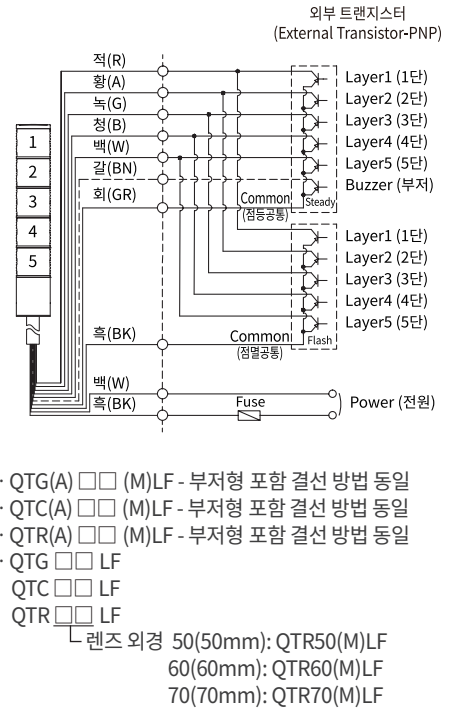 외부 트랜지스터
(External Transistor-PNP)
적(R)
황(A)
녹(G)
청(B)
백(W)
갈(BN)
회(GR)
Layer1 (1단)
Layer2 (2단)
Layer3 (3단)
Layer4 (4단)
Layer5 (5단)
Buzzer (부저)
Common
(점등공통)
Steady
1
2
3
4
5
Layer1 (1단)
Layer2 (2단)
Layer3 (3단)
Layer4 (4단)
Layer5 (5단)
흑(BK)
Common
(점멸공통)
Flash
백(W)
흑(BK)
Fuse
Power (전원)
· QTG(A) □□ (M)LF - 부저형 포함 결선 방법 동일
· QTC(A) □□ (M)LF - 부저형 포함 결선 방법 동일
· QTR(A) □□ (M)LF - 부저형 포함 결선 방법 동일
· QTG □□ LF
QTC □□ LF
QTR □□ LF
렌즈 외경 50(50mm): QTR50(M)LF
60(60mm): QTR60(M)LF
70(70mm): QTR70(M)LF